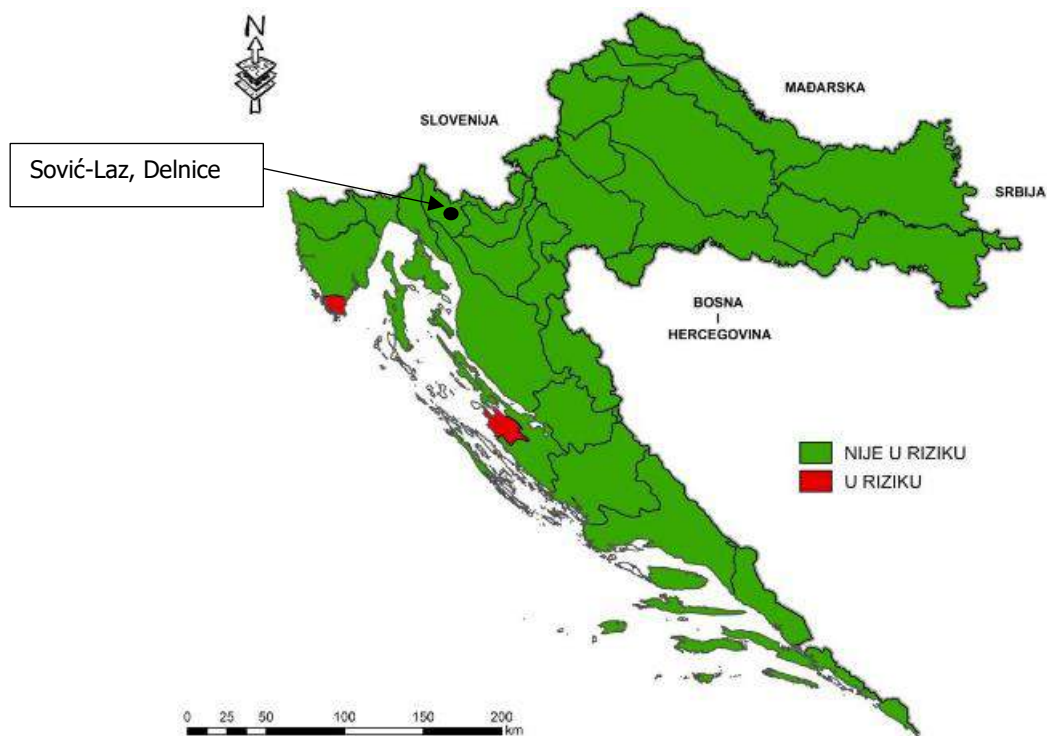 N
MAĐARSKA
SLOVENIJA
Sović-Laz, Delnice
SRBIJA
BOSNA
I
HERCEGOVINA
NIJE U RIZIKU
U RIZIKU
0 25 50 100 150 200
km